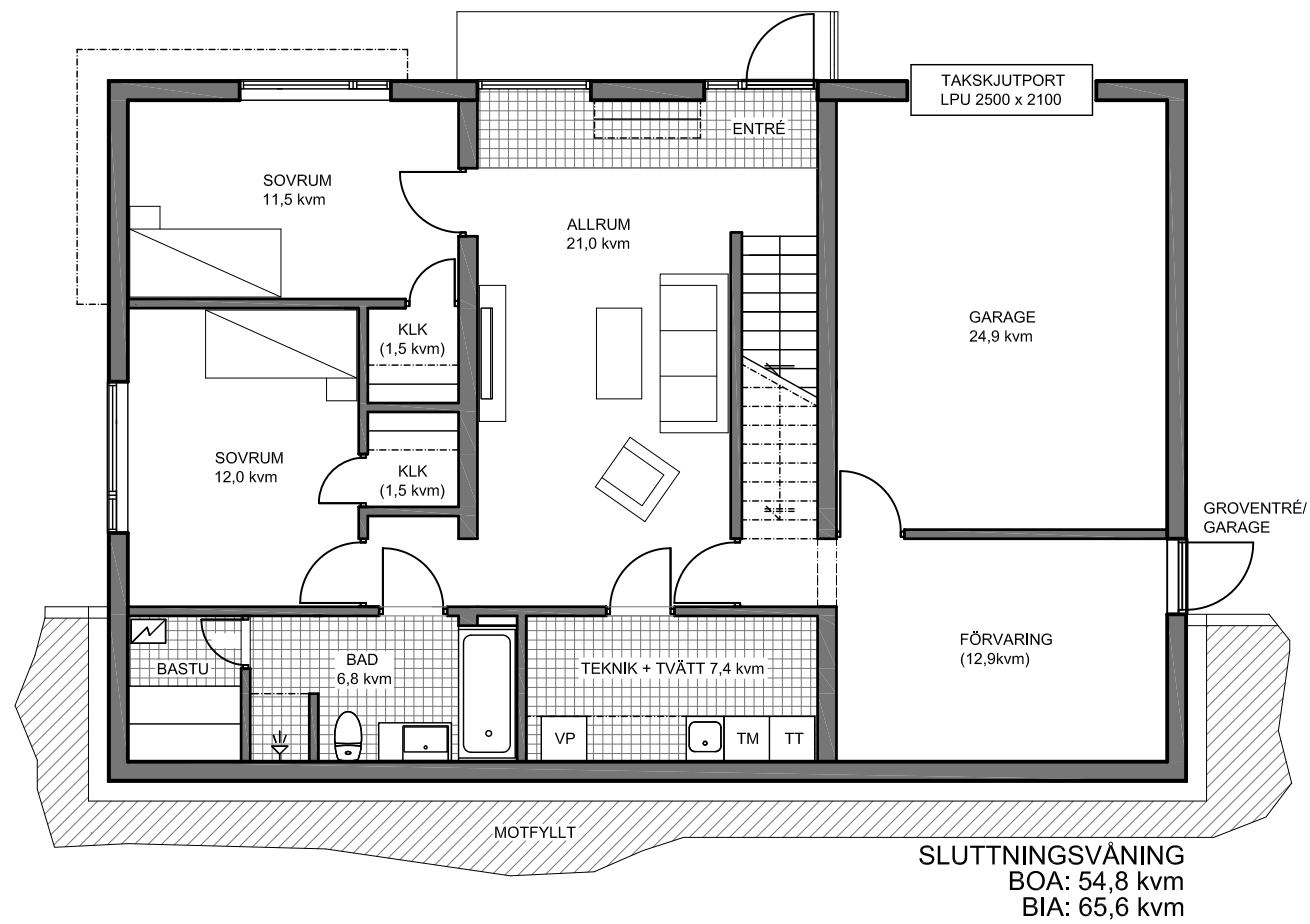 TAKSKJUTPORT
LPU 2500 x 2100
ENTRÉ
SOVRUM
11,5 kvm
ALLRUM
21,0 kvm
GARAGE
24,9 kvm
KLK
(1,5 kvm)
SOVRUM
12,0 kvm
KLK
(1,5 kvm)
GROVENTRÉ/
GARAGE
BASTU
BAD
6,8 kvm
TEKNIK + TVÄTT 7,4 kvm
FÖRVARING
(12,9kvm)
VP
TM
TT
MOTFYLLT
SLUTTNINGSVÅNING
BOA: 54,8 kvm
BIA: 65,6 kvm